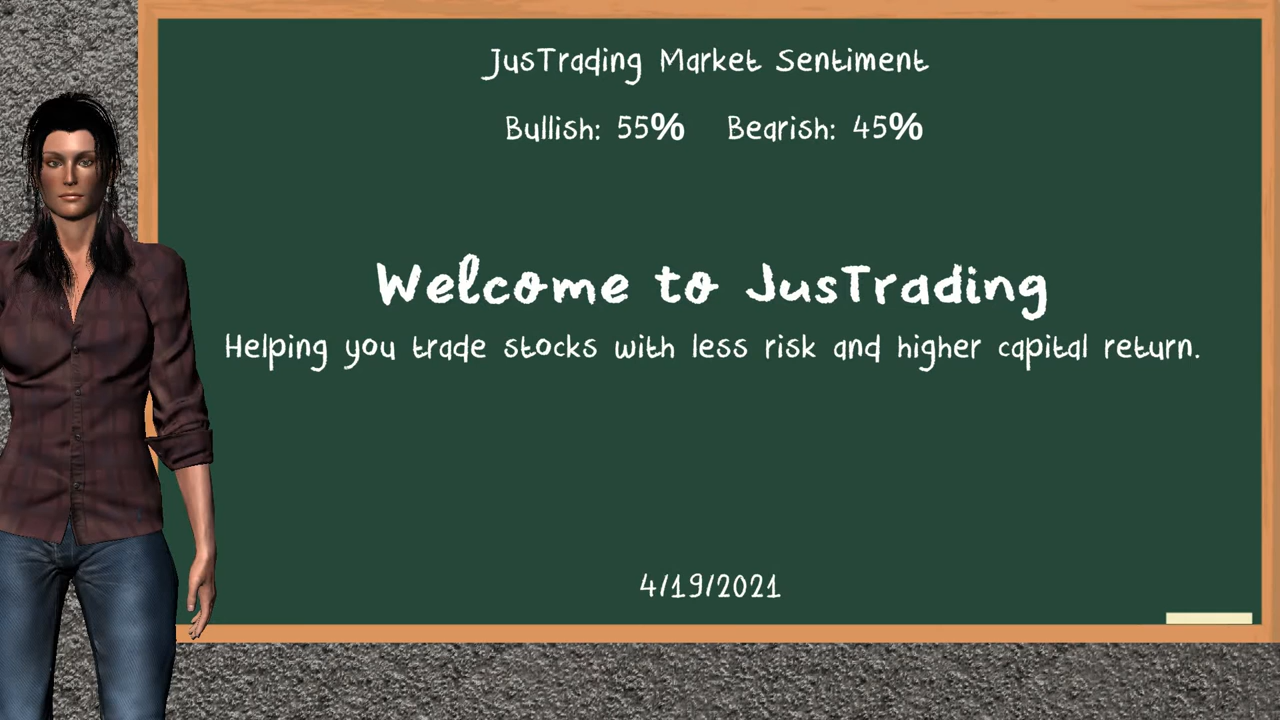 JusTrading Market Sentiment
Bullish: 55% Bearish: 45%
Welcome to JusTrading
Helping you trade stocks with less risk and higher capital return.
4/19/2021